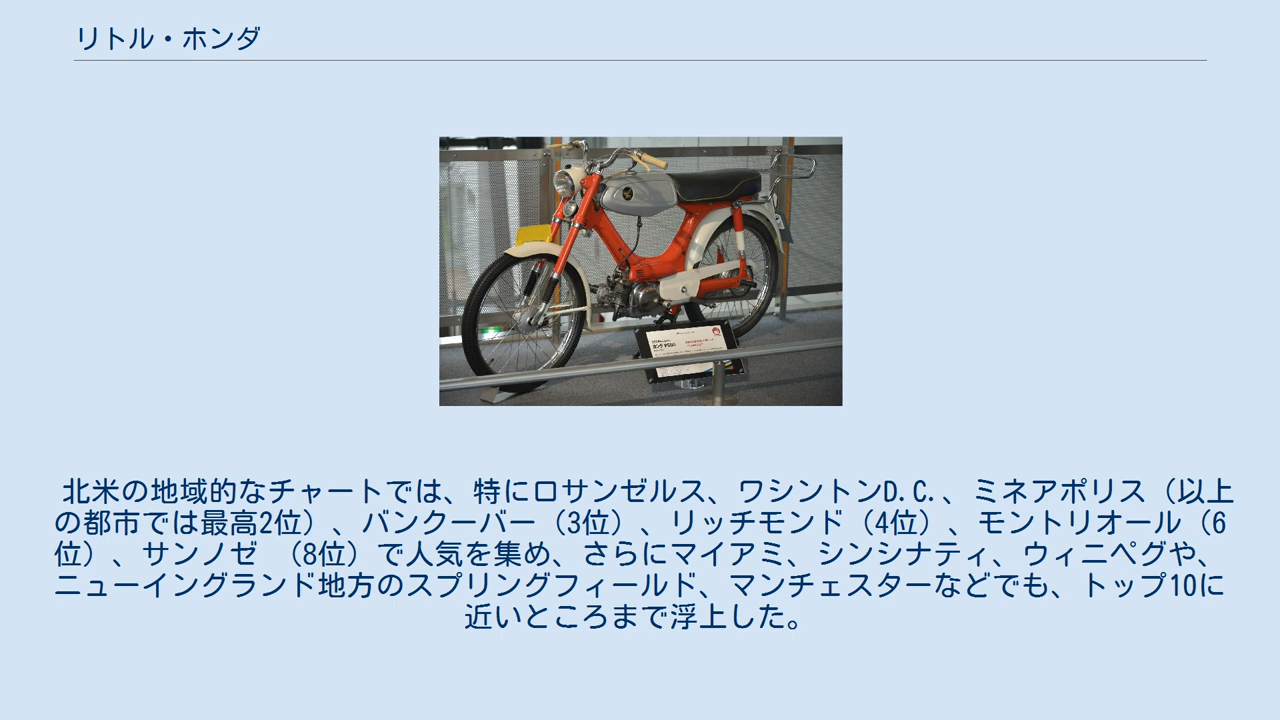 リトル・ホンダ
北米の地域的なチャートでは、特にロサンゼルス、ワシントンD.C.、ミネアポリス（以上
の都市では最高2位）、バンクーバー（3位）、リッチモンド（4位）、モントリオール（6
位）、サンノゼ （8位）で人気を集め、さらにマイアミ、シンシナティ、ウィニペグや、
ニューイングランド地方のスプリングフィールド、マンチェスターなどでも、トップ10に
近いところまで浮上した。